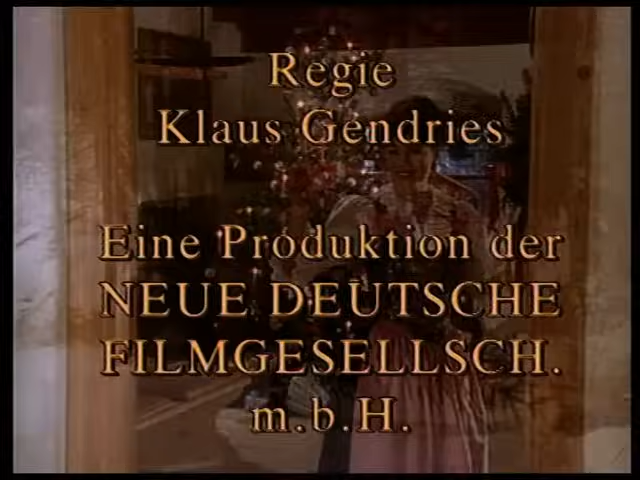 Regie
Klaus Gendries
Eine Produktion der
NEUE DEUTSCHE
FILMGESELLSCH.
m.b.H.